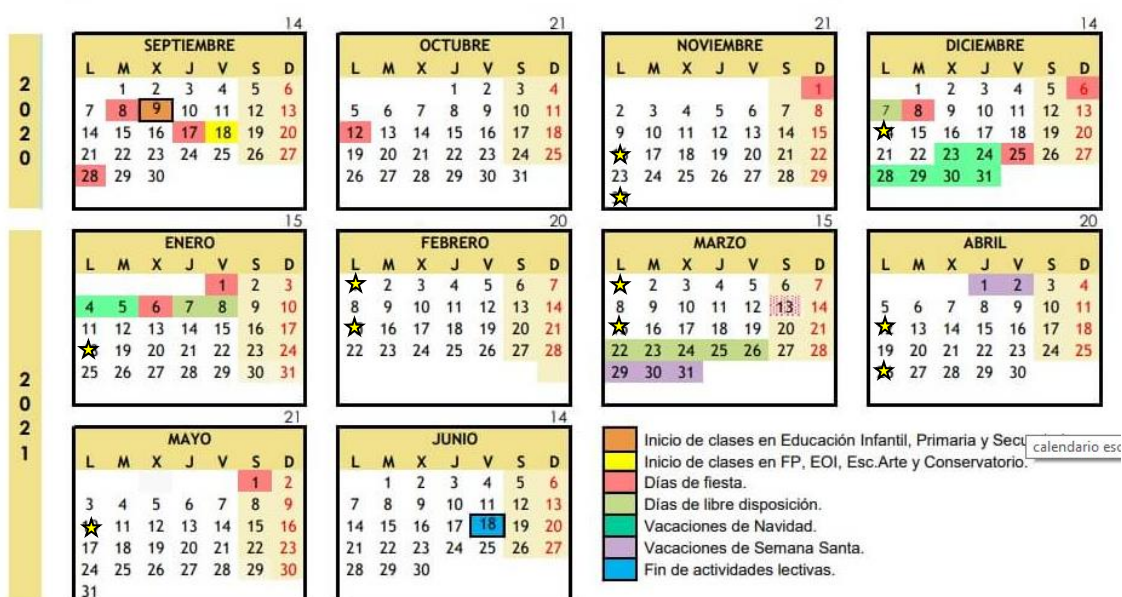 2020
14
SEPTIEMBRE
L M X J V S D
1 2 3 4 5 6
7 8 9 10 11 12 13
14 15 16 17 18 19 20
21 22 23 24 25 26 27
28 29 30
21
OCTUBRE
L M X J V S D
1 2 3 4
5 6 7 8 9 10 11
12 13 14 15 16 17 18
19 20 21 22 23 24 25
26 27 28 29 30 31
21
NOVIEMBRE
L M X J V S D
1
2 3 4 5 6 7 8
9 10 11 12 13 14 15
17 18 19 20 21 22
23 24 25 26 27 28 29
14
DICIEMBRE
L M X J V S D
1 2 3 4 5 6
7 8 9 10 11 12 13
15 16 17 18 19 20
21 22 23 24 25 26 27
28 29 30 31
2021
15
ENERO
L M X J V S D
1 2 3
4 5 6 7 8 9 10
11 12 13 14 15 16 17
19 20 21 22 23 24
25 26 27 28 29 30 31
20
FEBRERO
L M X J V S D
2 3 4 5 6 7
8 9 10 11 12 13 14
16 17 18 19 20 21
22 23 24 25 26 27 28
15
MARZO
L M X J V S D
2 3 4 5 6 7
8 9 10 11 12 13 14
16 17 18 19 20 21
22 23 24 25 26 27 28
29 30 31
20
ABRIL
L M X J V S D
1 2 3 4
5 6 7 8 9 10 11
13 14 15 16 17 18
19 20 21 22 23 24 25
27 28 29 30
21
MAYO
L M X J V S D
1 2
3 4 5 6 7 8 9
11 12 13 14 15 16
17 18 19 20 21 22 23
24 25 26 27 28 29 30
31
14
JUNIO
L M X J V S D
1 2 3 4 5 6
7 8 9 10 11 12 13
14 15 16 17 18 19 20
21 22 23 24 25 26 27
28 29 30
Inicio de clases en Educación Infantil, Primaria y
calendario esc
Inicio de clases en FP, EOI, Esc.Arte y Conservatorio.
Días de fiesta.
Días de libre disposición.
Vacaciones de Navidad.
Vacaciones de Semana Santa.
Fin de actividades lectivas.